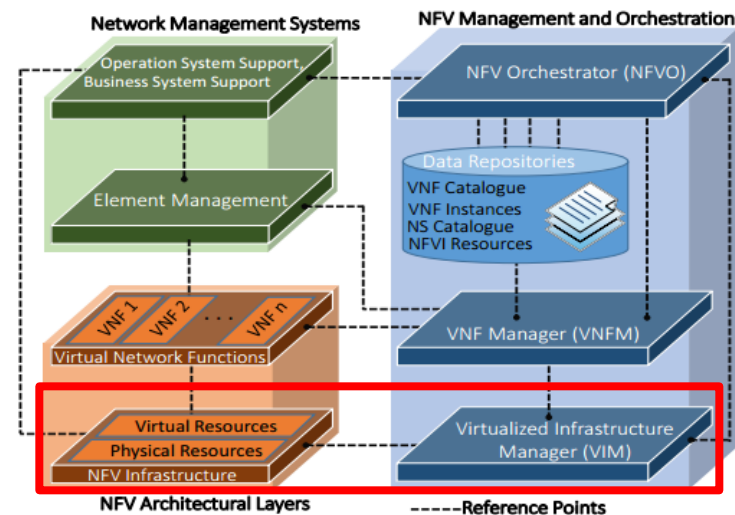 Network Management Systems
NFV Management and Orchestration
Operation System Support,
Business System Support
NFV Orchestrator (NFVO)
Data Repositories
VNF Catalogue
VNF Instances
NS Catalogue
NFVI Resources
Element Management
VNF 1
VNF 2
. . .
VNF n
Virtual Network Functions
VNF Manager (VNFM)
Virtual Resources
Physical Resources
NFV Infrastructure
Virtualized Infrastructure
Manager (VIM)
NFV Architectural Layers
-----Reference Points